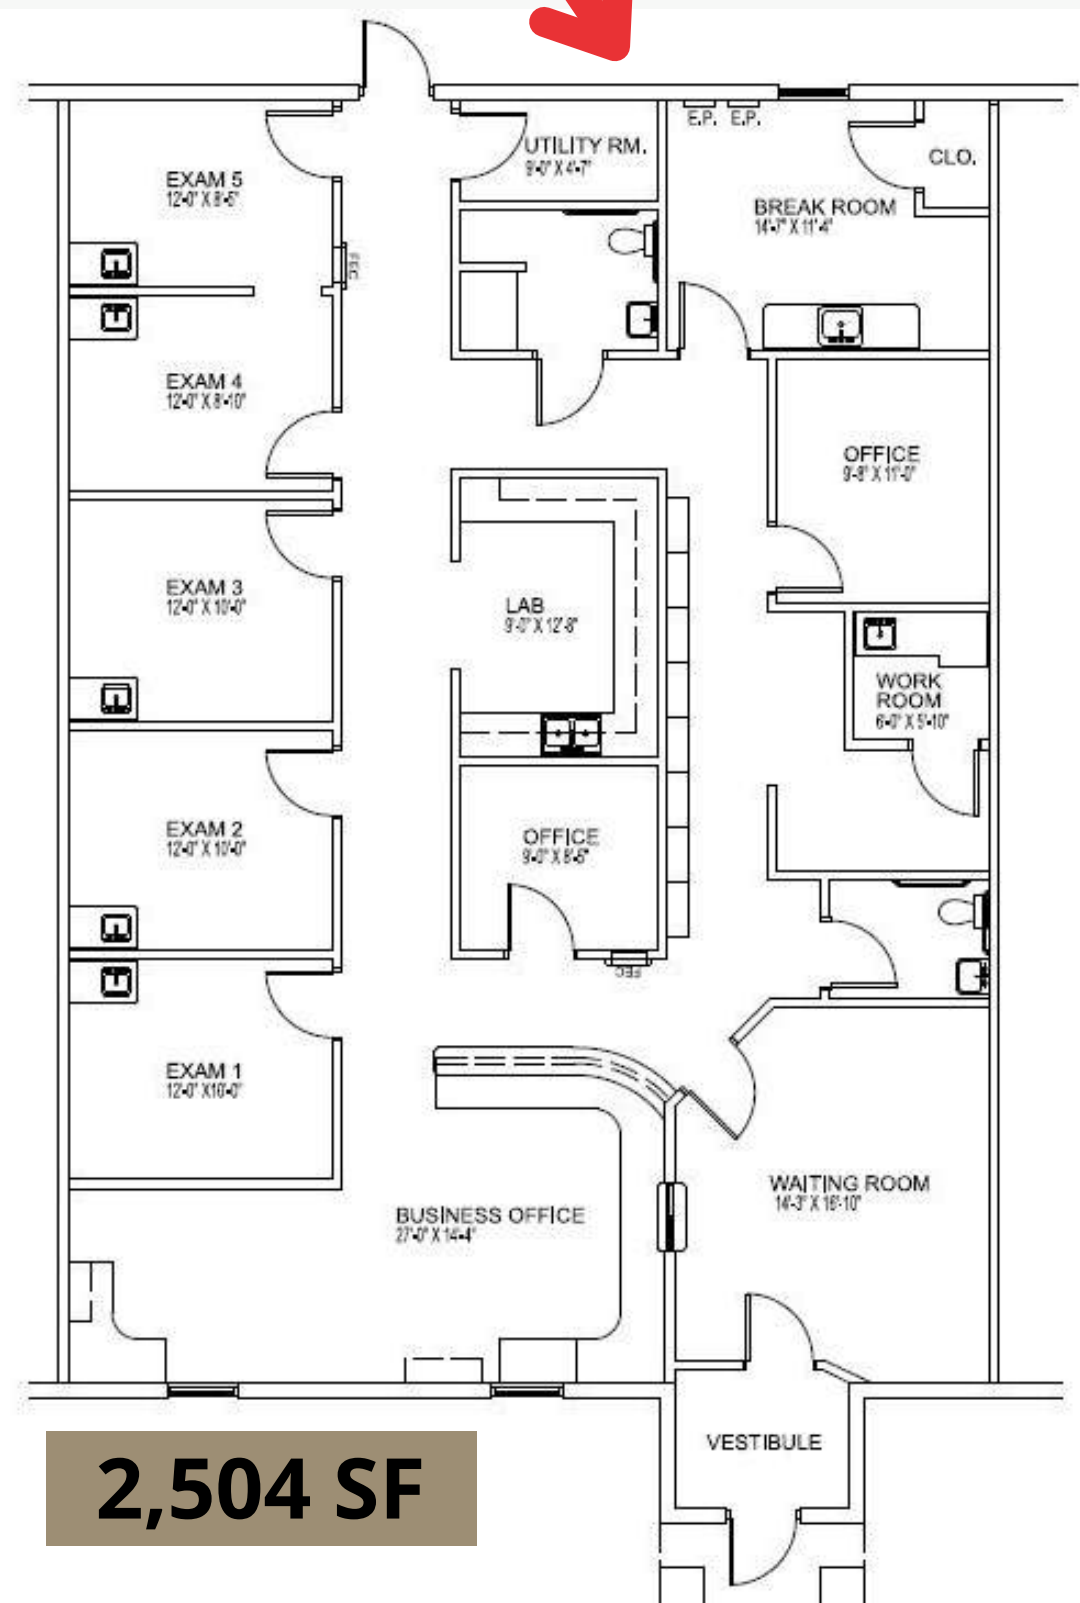 E.P. E.P.
UTILITY RM.
9'-0" X 4'-7"
CLO.
EXAM 5
12'-0" X 8'-5"
BREAK ROOM
14'-7" X 11'-4"
FEC
EXAM 4
12'-0" X 8'-10"
OFFICE
9'-8" X 11'-0"
EXAM 3
12'-0" X 10'-0"
LAB
9'-0" X 12'-8"
WORK
ROOM
6'-0" X 5'-10"
EXAM 2
12'-0" X 10'-0"
OFFICE
9'-0" X 8'-5"
FEC
EXAM 1
12'-0" X10'-0"
WAITING ROOM
14'-3" X 16'-10"
BUSINESS OFFICE
27'-0" X 14'-4"
VESTIBULE
2,504 SF